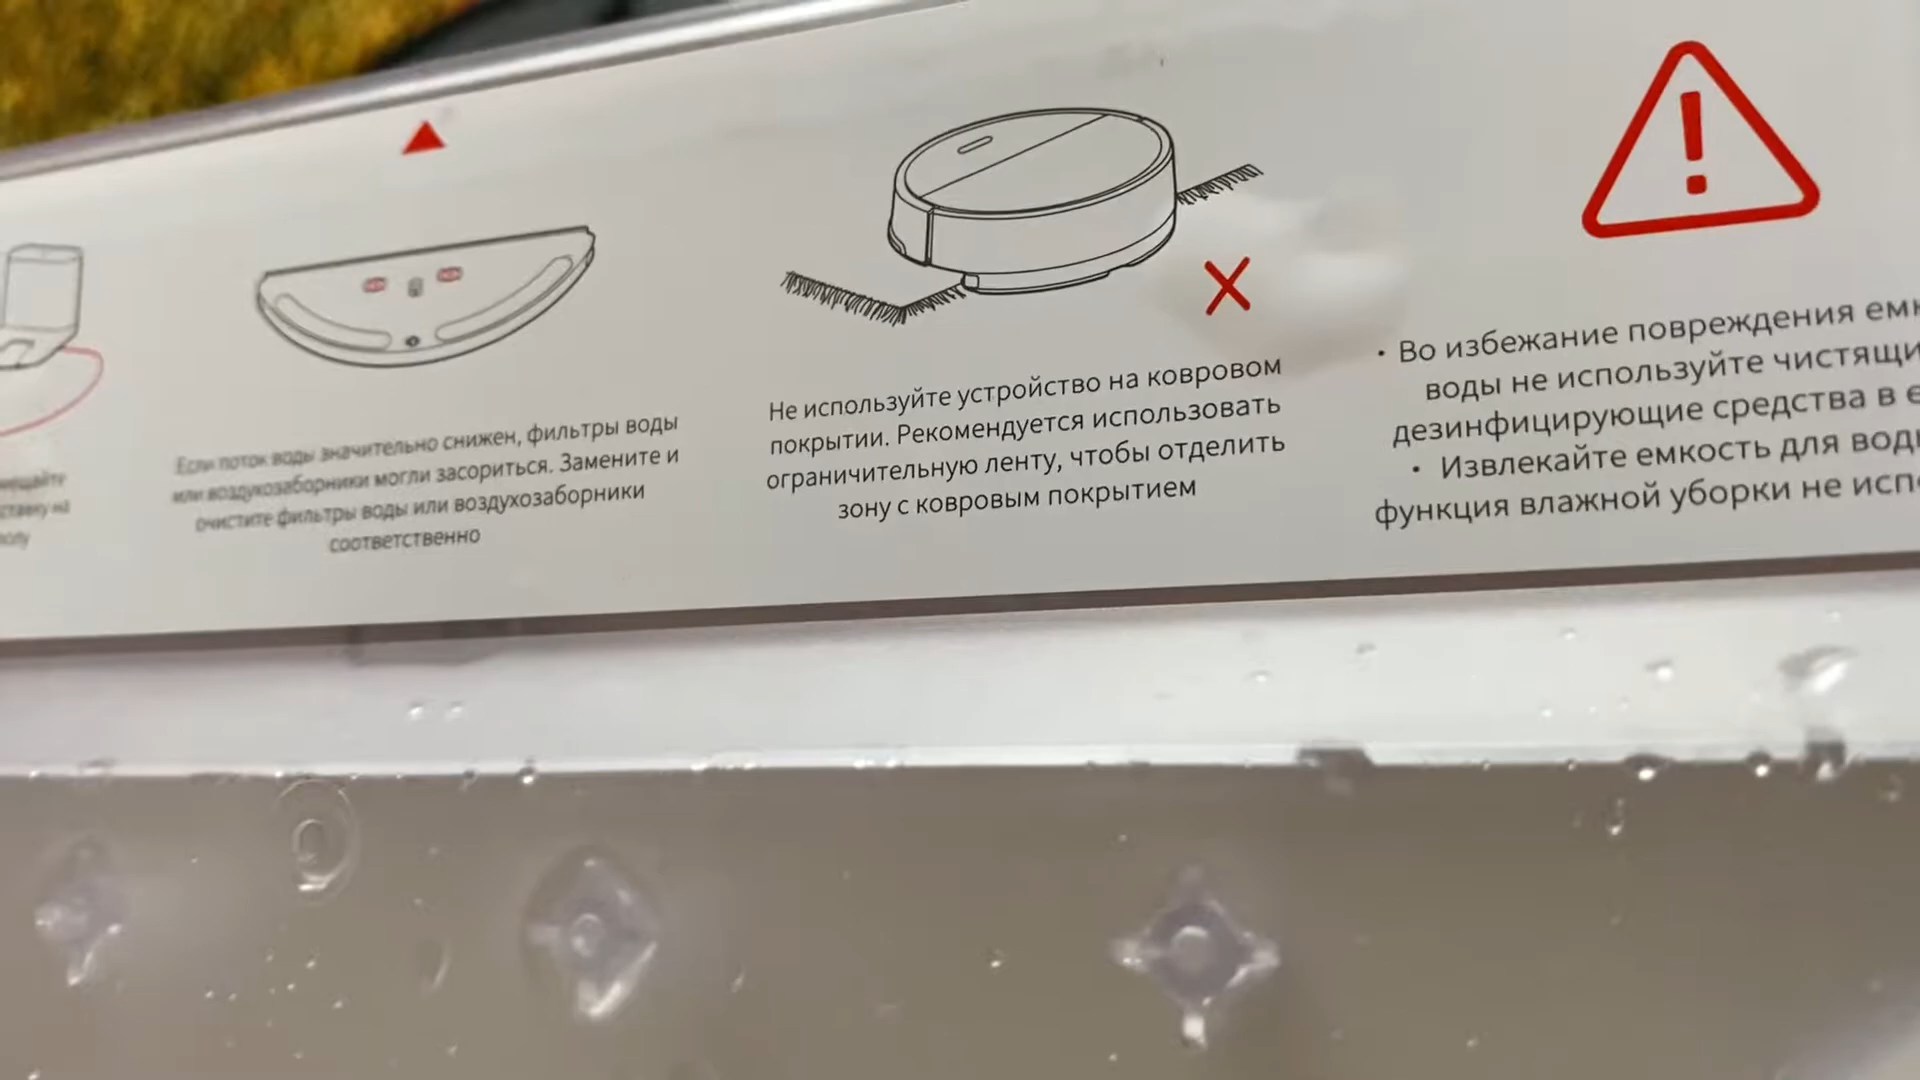 ставку на
Если поток воды значительно снижен, фильтры воды
или воздухозаборники могли засориться. Замените и
очистите фильтры воды или воздухозаборники
соответственно
Не используйте устройство на ковровом
покрытии. Рекомендуется использовать
ограничительную ленту, чтобы отделить
зону с ковровым покрытием
• Во избежание повреждения емк
воды не используйте чистящи
дезинфицирующие средства в е
• Извлекайте емкость для вод
функция влажной уборки не исп